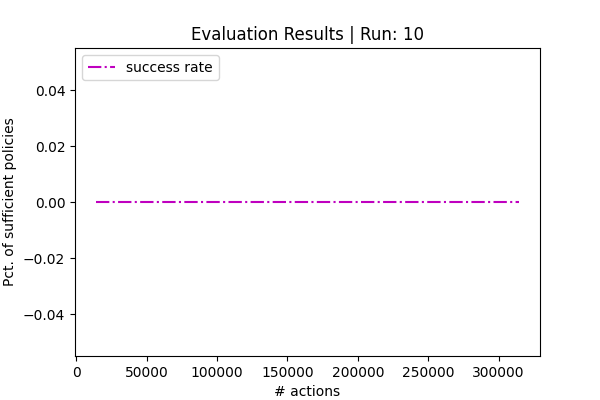 Evaluation Results | Run: 10
success rate
Pct. of sufficient policies
0.04
0.02
0.00
−0.02
−0.04
0 50000 100000 150000 200000 250000 300000
# actions